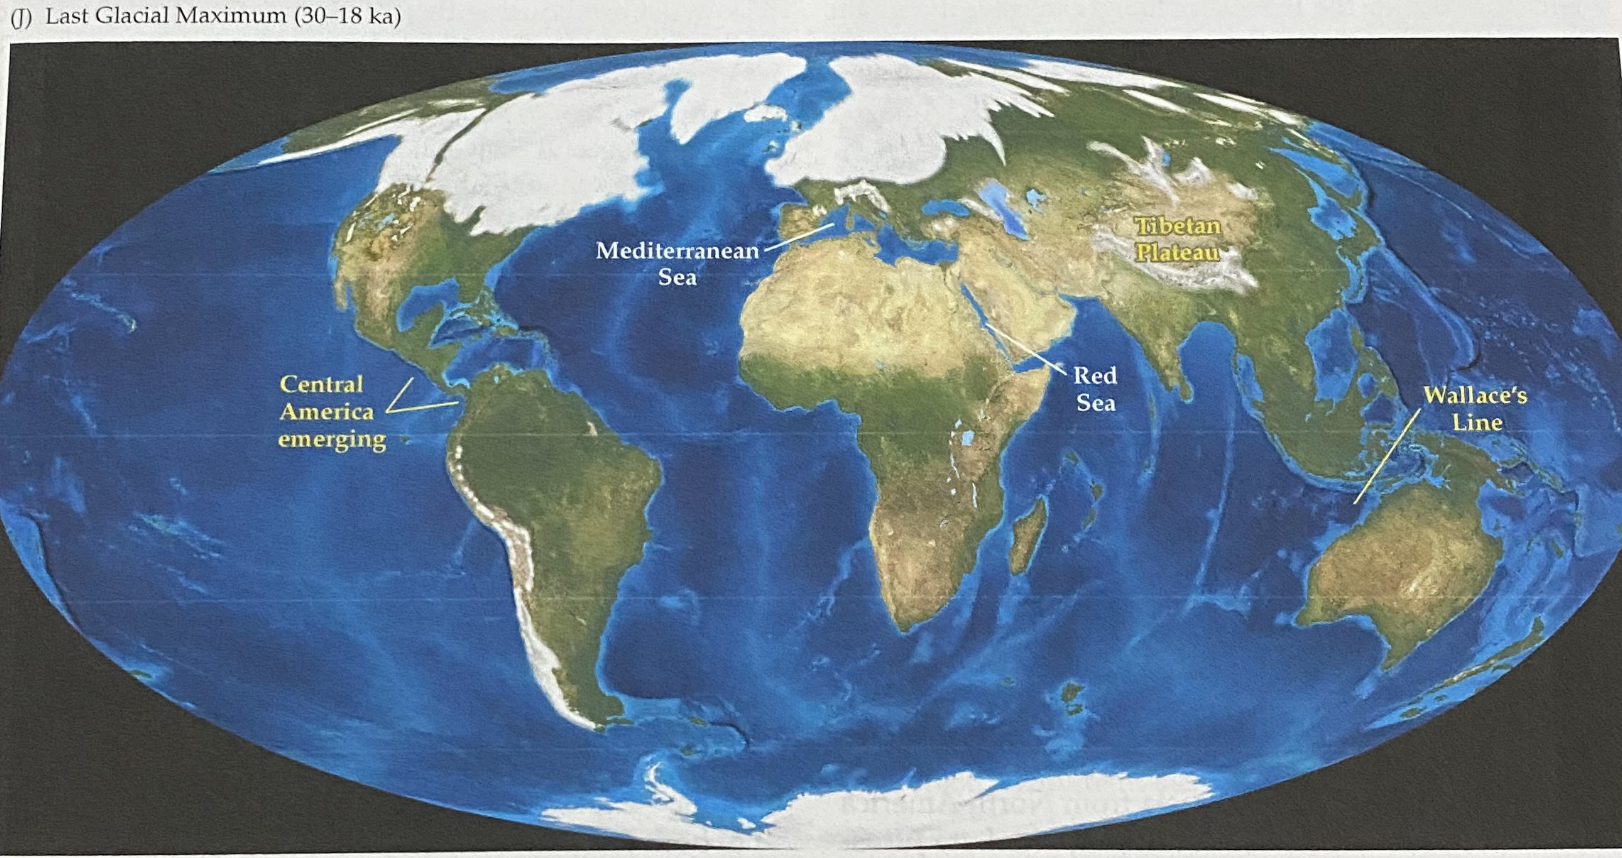 (J) Last Glacial Maximum (30–18 ka)
Mediterranean
Sea
Tibetan
Plateau
Central
America
emerging
Red
Sea
Wallace's
Line